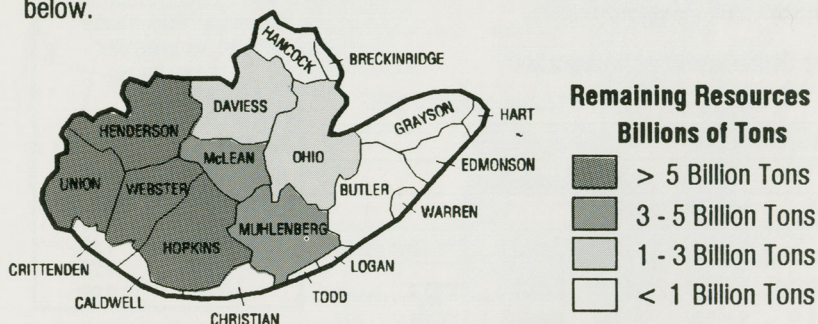 below.
HANCOCK
BRECKINRIDGE
DAVIESS
GRAYSON
HART
HENDERSON
McLEAN
OHIO
EDMONSON
UNION
WEBSTER
BUTLER
WARREN
MUHLENBERG
HOPKINS
CRITTENDEN
LOGAN
CALDWELL
TODD
CHRISTIAN
Remaining Resources
Billions of Tons
> 5 Billion Tons
3 - 5 Billion Tons
1 - 3 Billion Tons
< 1 Billion Tons